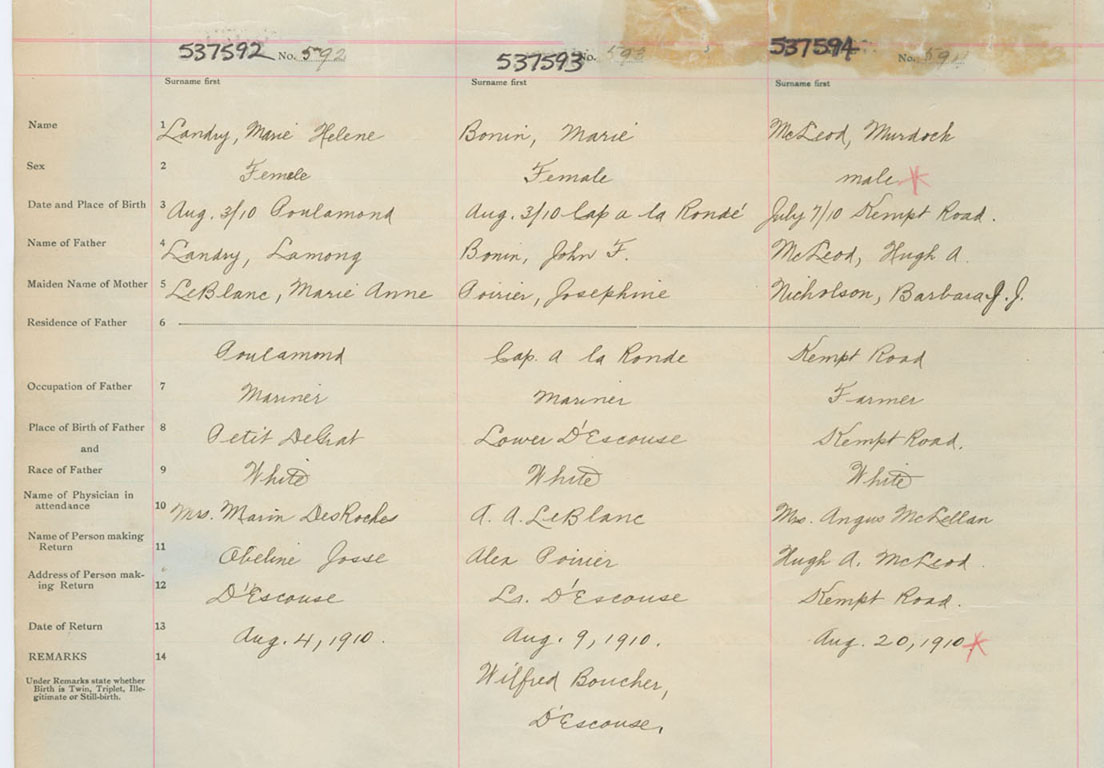 537592 No. 592 537593 No. 593 537594 No. 594
Surname first Surname first Surname first
Name 1 Landry, Marie Helene Bonin, Marie McLeod, Murdock
Sex 2 Female Female male
Date and Place of Birth 3 Aug. 3/10 Poulamond Aug. 3/10 Cap a la Rondé July 7/10 Kempt Road.
Name of Father 4 Landry, Lamong Bonin, John F. McLeod, Hugh A.
Maiden Name of Mother 5 LeBlanc, Marie Anne Poirier, Josephine Nicholson, Barbara J. J.
Residence of Father 6
Poulamond Cap. a la Ronde Kempt Road
Occupation of Father 7 Mariner Mariner Farmer
Place of Birth of Father 8 Petit DeGrat Lower D'Escouse Kempt Road.
and
Race of Father 9 White White White
Name of Physician in
attendance 10 Mrs. Marin DesRoches A. A. LeBlanc Mrs. Angus McLellan
Name of Person making
Return 11 Obeline Josse Alex Poirier Hugh A. McLeod.
Address of Person mak-
ing Return 12 D'Escouse Lr. D'Escouse Kempt Road.
Date of Return 13 Aug. 4, 1910. Aug. 9, 1910. Aug. 20, 1910
REMARKS 14
Under Remarks state whether
Birth is Twin, Triplet, Ille-
gitimate or Still-birth.
Wilfred Boucher,
D'Escouse.